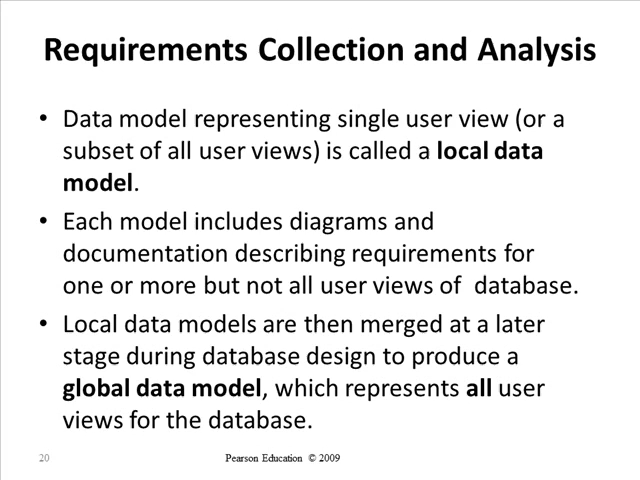 Requirements Collection and Analysis
• Data model representing single user view (or a
subset of all user views) is called a local data
model.
• Each model includes diagrams and
documentation describing requirements for
one or more but not all user views of database.
• Local data models are then merged at a later
stage during database design to produce a
global data model, which represents all user
views for the database.
20 Pearson Education © 2009